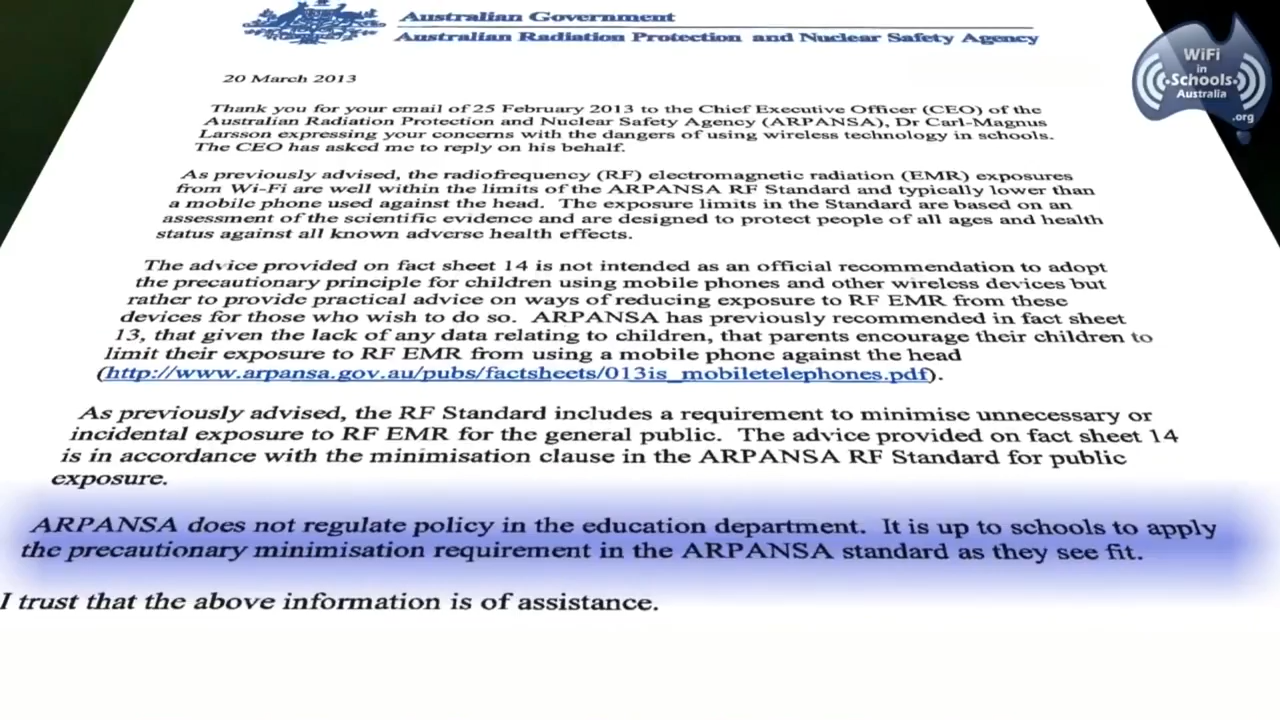 Australian Government
Australian Radiation Protection and Nuclear Safety Agency
WiFi
in
Schools
Australia
.org
20 March 2013
Thank you for your email of 25 February 2013 to the Chief Executive Officer (CEO) of the
Australian Radiation Protection and Nuclear Safety Agency (ARPANSA), Dr Carl-Magnus
Larsson expressing your concerns with the dangers of using wireless technology in schools.
The CEO has asked me to reply on his behalf.
As previously advised, the radiofrequency (RF) electromagnetic radiation (EMR) exposures
from Wi-Fi are well within the limits of the ARPANSA RF Standard and typically lower than
a mobile phone used against the head. The exposure limits in the Standard are based on an
assessment of the scientific evidence and are designed to protect people of all ages and health
status against all known adverse health effects.
The advice provided on fact sheet 14 is not intended as an official recommendation to adopt
the precautionary principle for children using mobile phones and other wireless devices but
rather to provide practical advice on ways of reducing exposure to RF EMR from these
devices for those who wish to do so. ARPANSA has previously recommended in fact sheet
13, that given the lack of any data relating to children, that parents encourage their children to
limit their exposure to RF EMR from using a mobile phone against the head
(http://www.arpansa.gov.au/pubs/factsheets/013is_mobiletelephones.pdf).
As previously advised, the RF Standard includes a requirement to minimise unnecessary or
incidental exposure to RF EMR for the general public. The advice provided on fact sheet 14
is in accordance with the minimisation clause in the ARPANSA RF Standard for public
exposure.
ARPANSA does not regulate policy in the education department. It is up to schools to apply
the precautionary minimisation requirement in the ARPANSA standard as they see fit.
I trust that the above information is of assistance.